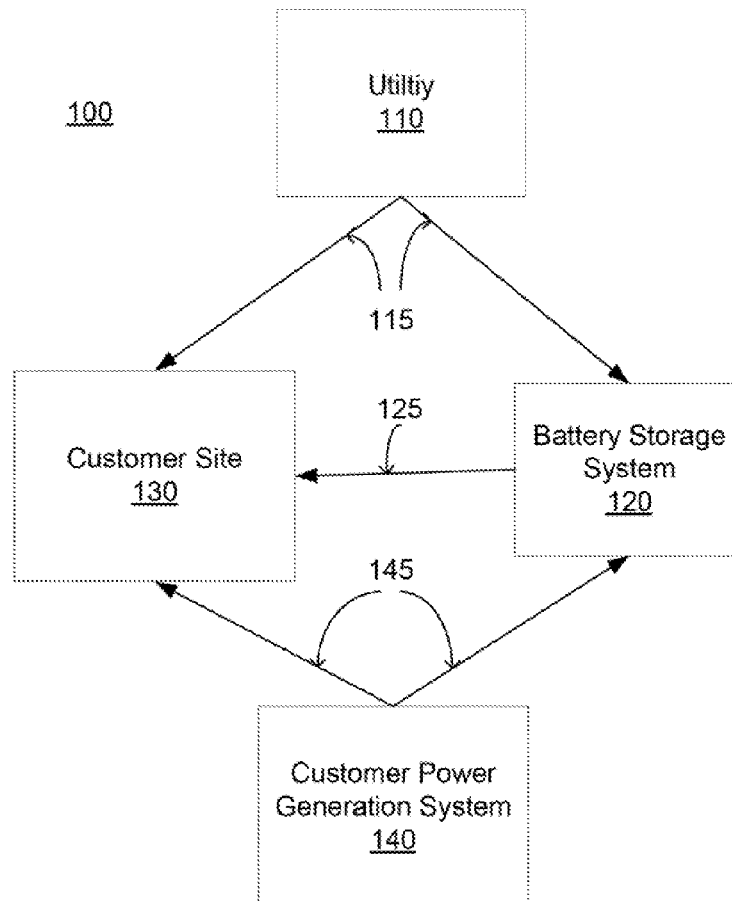 Utiltiy
110
100
115
125
Customer Site
130
Battery Storage
System
120
145
Customer Power
Generation System
140